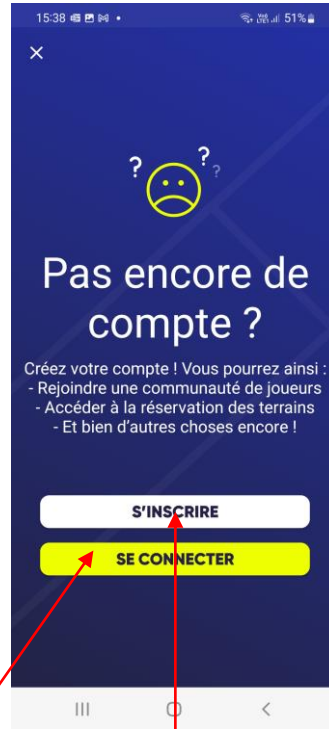 15:38
51%
? ? ?
Pas encore de
compte ?
Créez votre compte ! Vous pourrez ainsi :
- Rejoindre une communauté de joueurs
- Accéder à la réservation des terrains
- Et bien d'autres choses encore !
S'INSCRIRE
SE CONNECTER